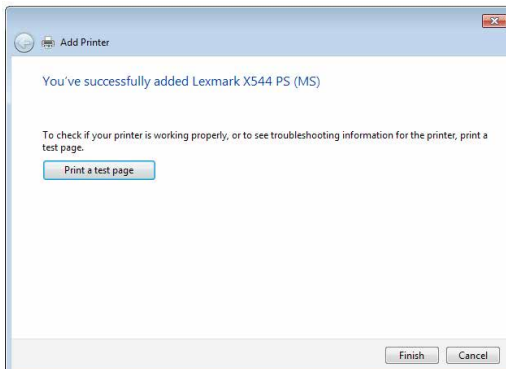 Add Printer
You've successfully added Lexmark X544 PS (MS)
To check if your printer is working properly, or to see troubleshooting information for the printer, print a
test page.
Print a test page
Finish Cancel